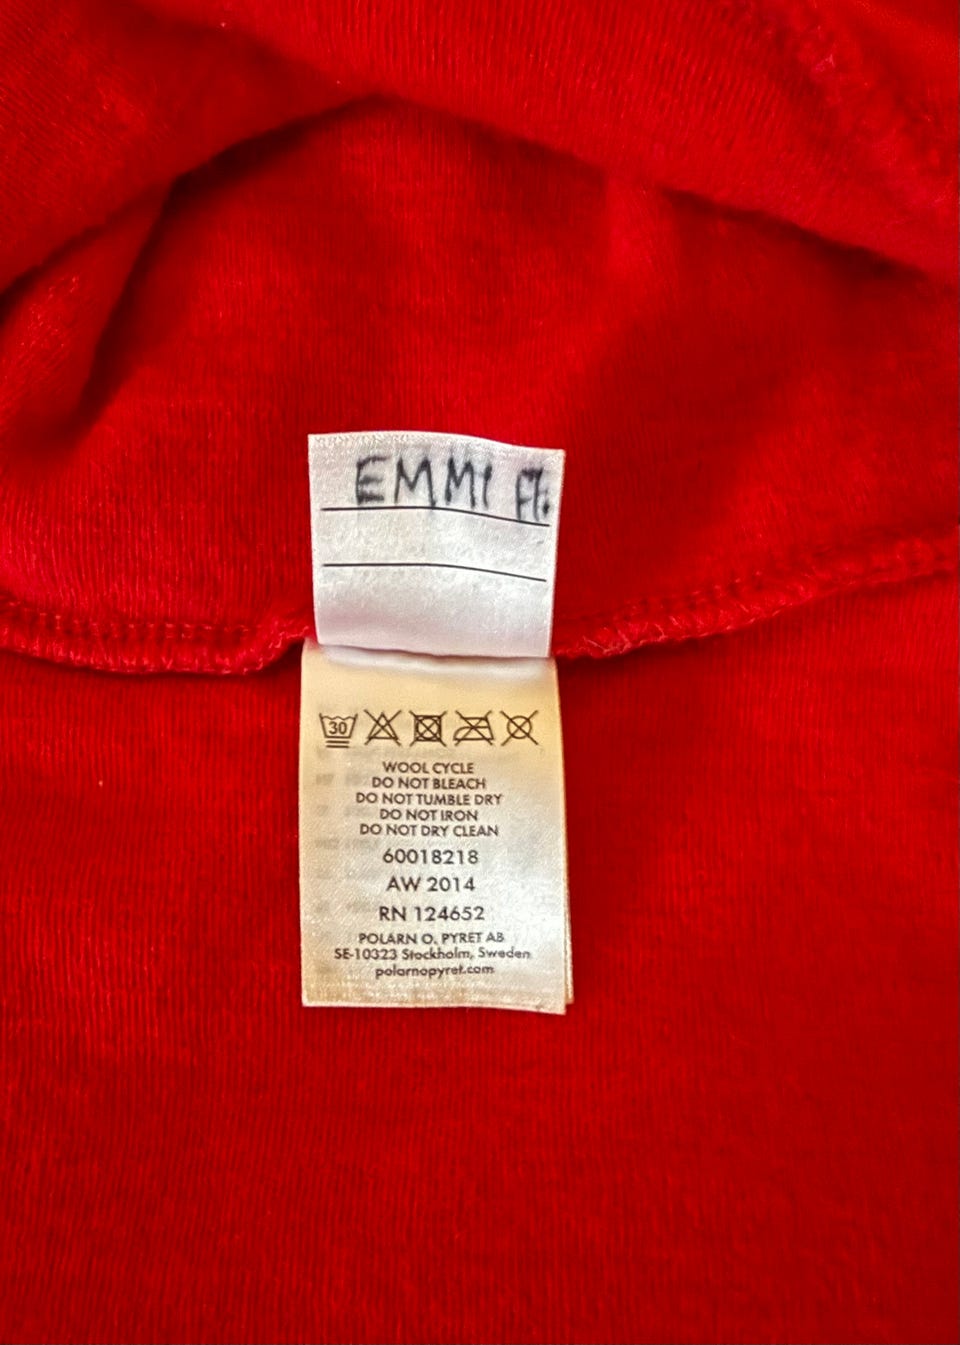 EMMI
30
WOOL CYCLE
DO NOT BLEACH
DO NOT TUMBLE DRY
DO NOT IRON
DO NOT DRY CLEAN
60018218
AW 2014
RN 124652
POLARN O. PYRET AB
SE-10323 Stockholm, Sweden
polarnopyret.com